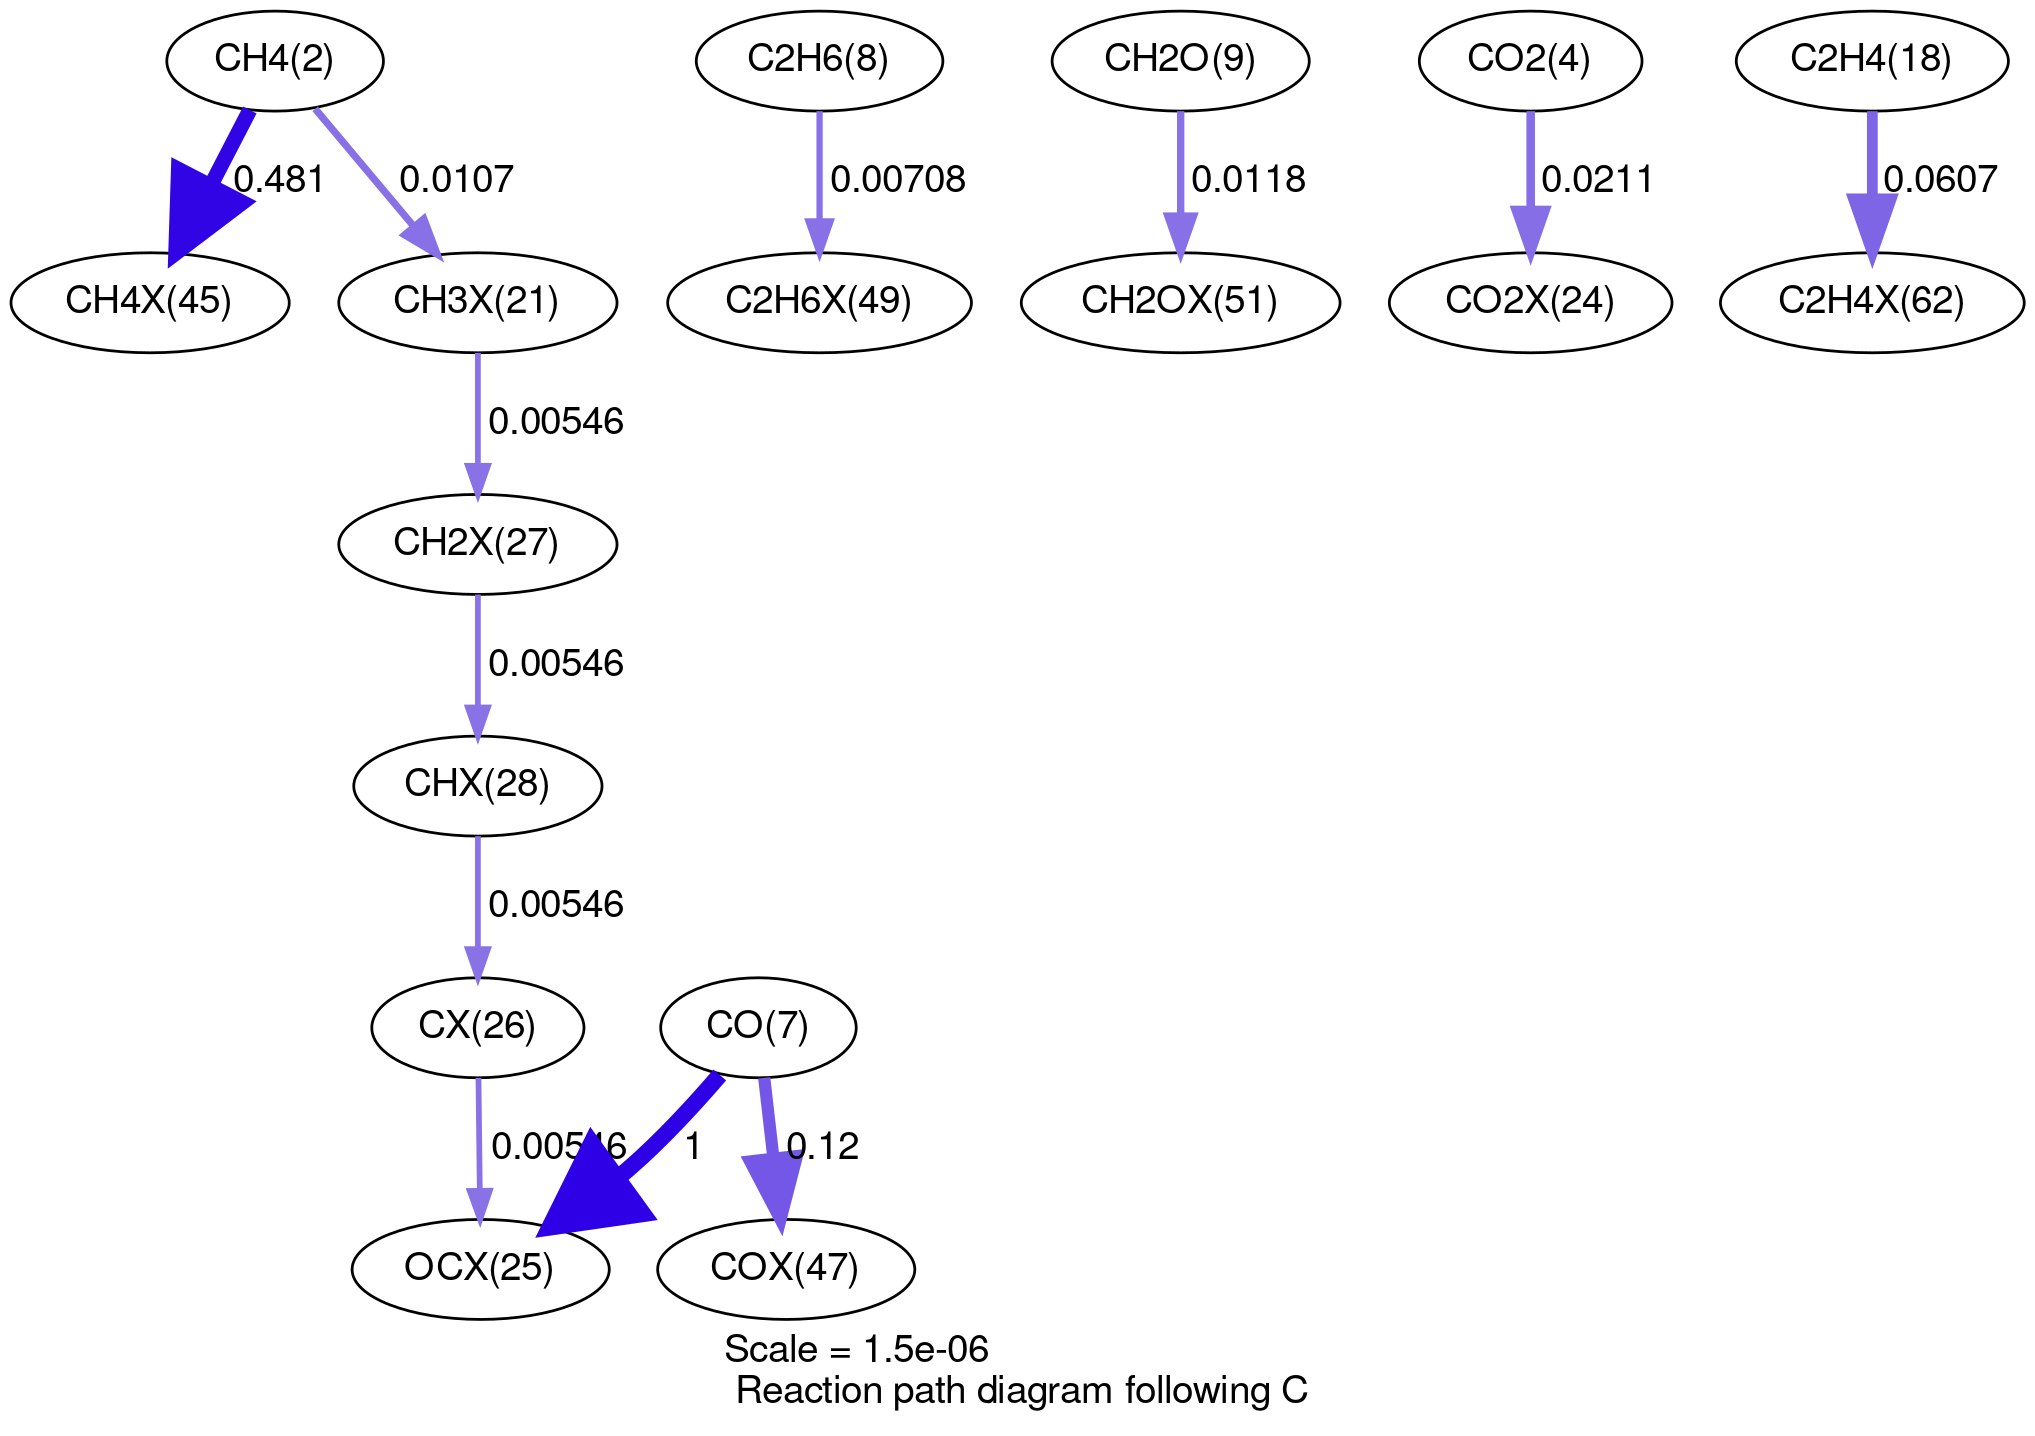 CH4(2)
C2H6(8)
CH2O(9)
CO2(4)
C2H4(18)
0.481
0.0107
0.00708
0.0118
0.0211
0.0607
CH4X(45)
CH3X(21)
C2H6X(49)
CH2OX(51)
CO2X(24)
C2H4X(62)
0.00546
CH2X(27)
0.00546
CHX(28)
0.00546
CX(26)
CO(7)
0.00546
1
0.12
OCX(25)
COX(47)
Scale = 1.5e-06
Reaction path diagram following C